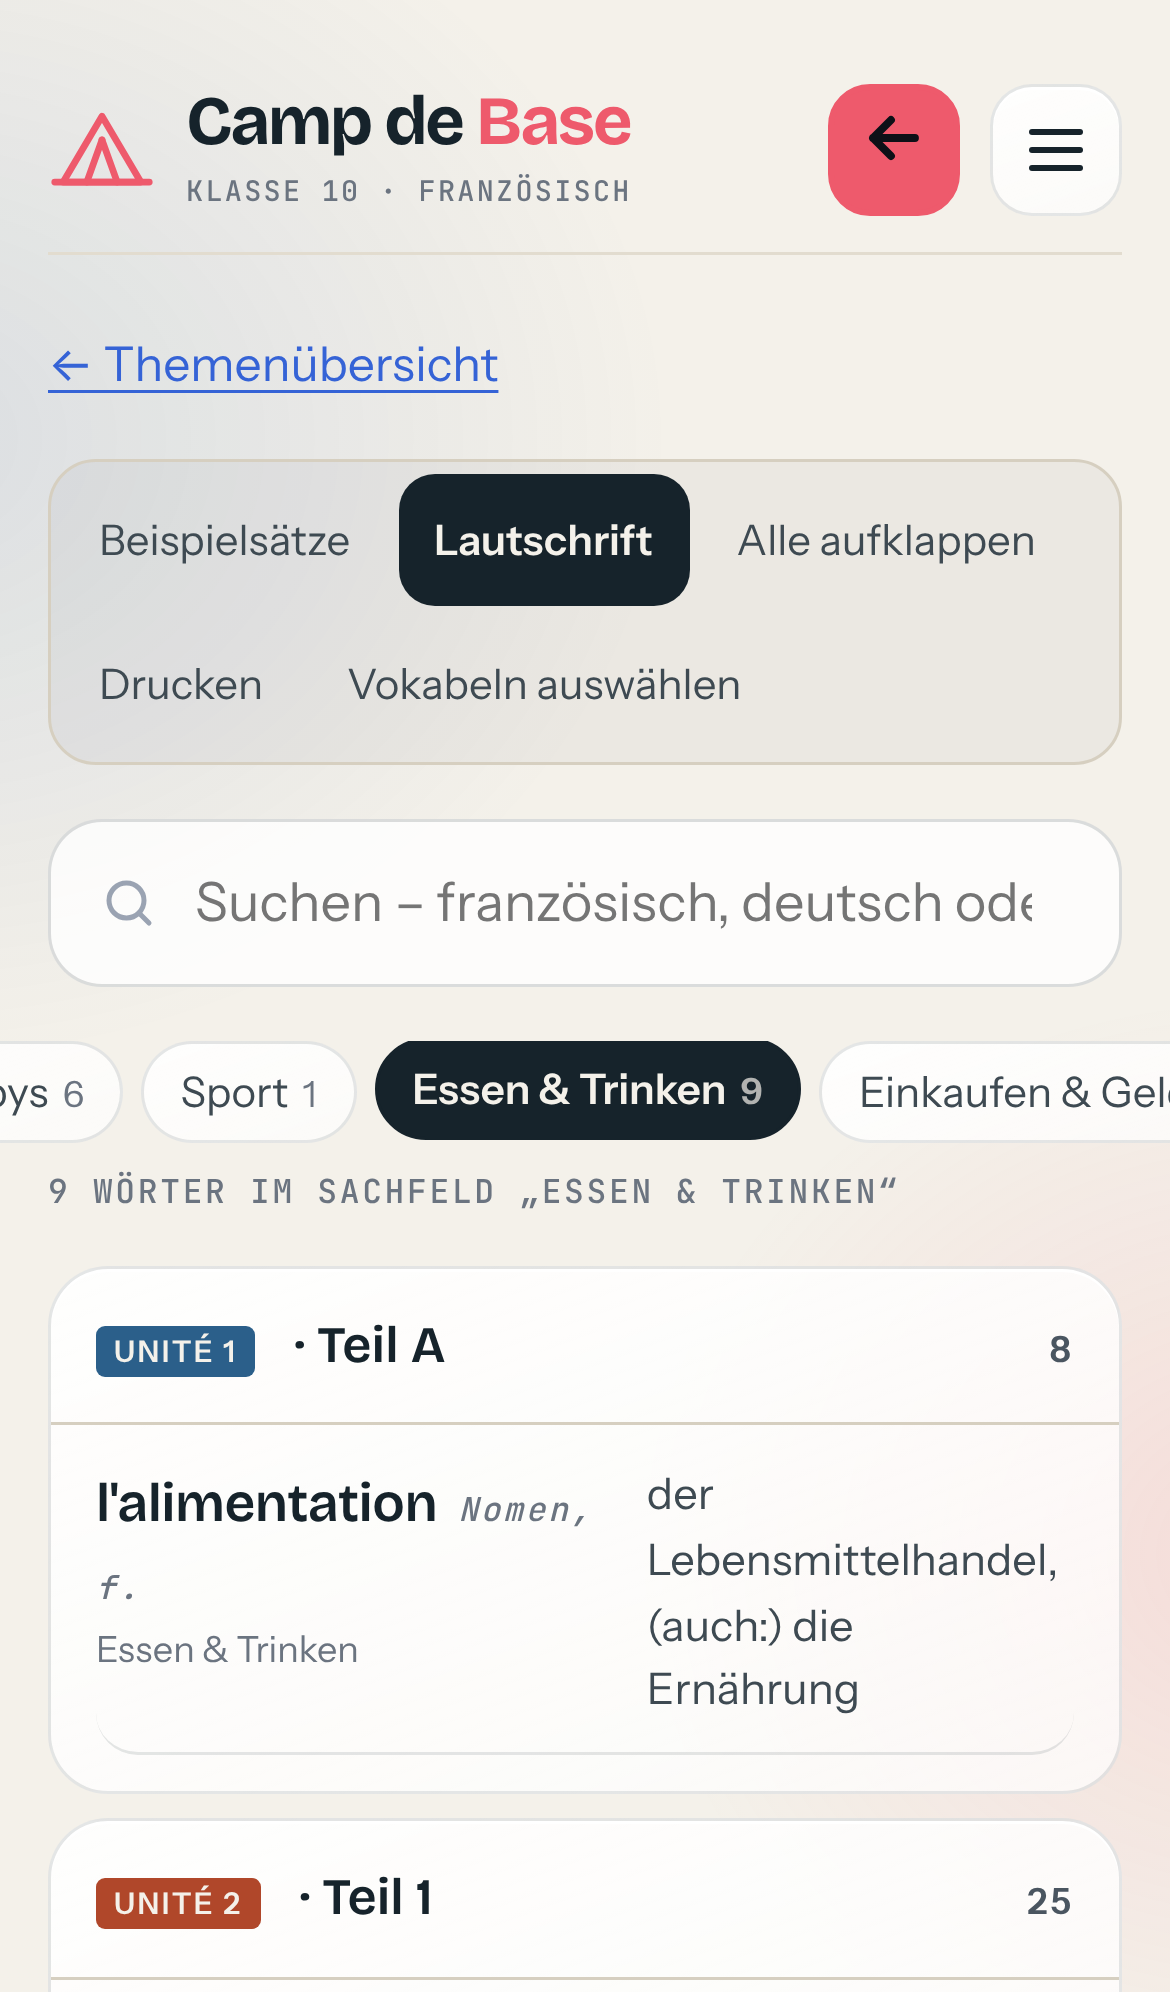 Camp de Base
KLASSE 10 · FRANZÖSISCH
← Themenübersicht
Beispielsätze Lautschrift Alle aufklappen
Drucken Vokabeln auswählen
Suchen – französisch, deutsch ode
oys 6 Sport 1 Essen & Trinken 9 Einkaufen & Gel
9 WÖRTER IM SACHFELD „ESSEN & TRINKEN“
UNITÉ 1 · Teil A 8
l'alimentation Nomen,
f.
Essen & Trinken
der
Lebensmittelhandel,
(auch:) die
Ernährung
UNITÉ 2 · Teil 1 25